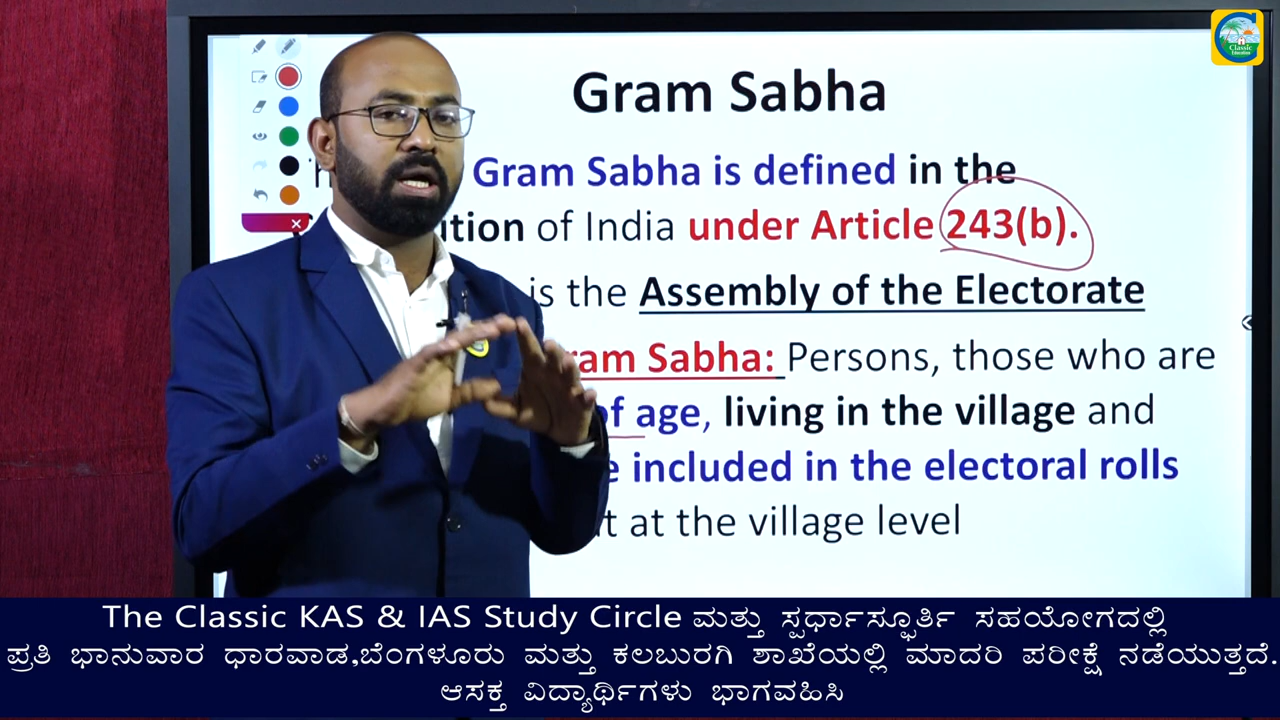 Classic
Education
Gram Sabha
Gram Sabha is defined in the
of India under Article 243(b).
is the Assembly of the Electorate
Sabha: Persons, those who are
of age, living in the village and
included in the electoral rolls
at the village level
The Classic KAS & IAS Study Circle ಮತ್ತು ಸ್ಪರ್ಧಾಸ್ಫೂರ್ತಿ ಸಹಯೋಗದಲ್ಲಿ
ಪ್ರತಿ ಭಾನುವಾರ ಧಾರವಾಡ,ಬೆಂಗಳೂರು ಮತ್ತು ಕಲಬುರಗಿ ಶಾಖೆಯಲ್ಲಿ ಮಾದರಿ ಪರೀಕ್ಷೆ ನಡೆಯುತ್ತದೆ.
ಆಸಕ್ತ ವಿದ್ಯಾರ್ಥಿಗಳು ಭಾಗವಹಿಸಿ